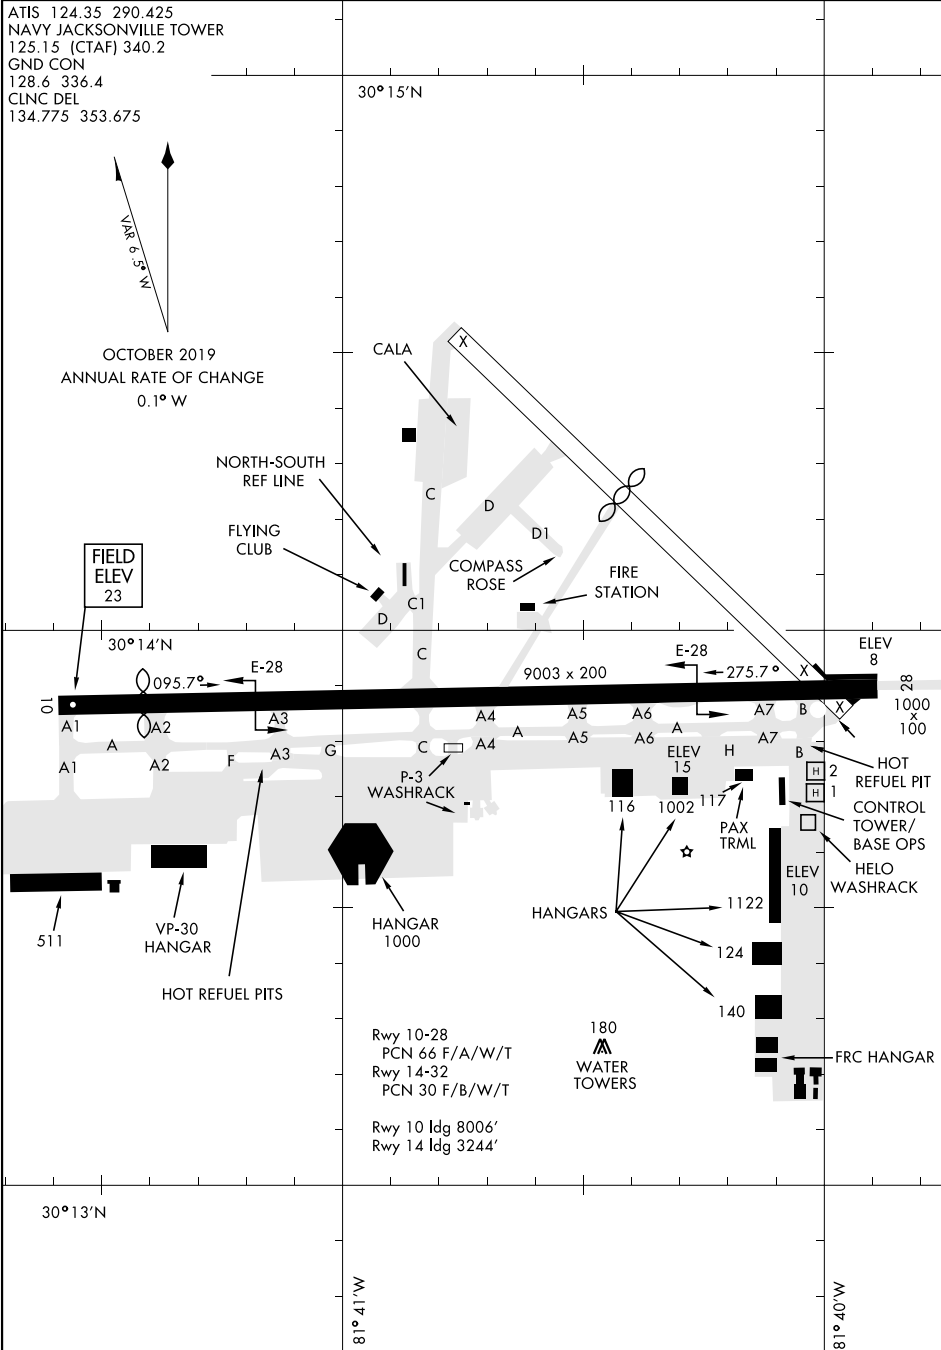 ATIS 124.35 290.425
NAVY JACKSONVILLE TOWER
125.15 (CTAF) 340.2
GND CON
128.6 336.4
CLNC DEL
134.775 353.675
30° 15'N
VAR 6.5° W
OCTOBER 2019
ANNUAL RATE OF CHANGE
0.1° W
CALA
X
NORTH-SOUTH
REF LINE
C
D
FLYING
CLUB
D1
COMPASS
ROSE
FIRE
STATION
FIELD
ELEV
23
C1
D
30° 14'N
C
ELEV
8
E-28
E-28
095.7°
9003 x 200
275.7°
X
10
28
1000
x
100
X
A1
A2
A3
A4
A5
A6
A7
B
A
A
A
A1
A2
F
A3
G
C
A4
A5
A6
H
A7
B
ELEV
15
HOT
REFUEL PIT
P-3
WASHRACK
H 2
H 1
116
1002
117
PAX
TRML
CONTROL
TOWER/
BASE OPS
HELO
WASHRACK
ELEV
10
511
VP-30
HANGAR
HANGAR
1000
HANGARS
1122
124
140
HOT REFUEL PITS
Rwy 10-28
PCN 66 F/A/W/T
Rwy 14-32
PCN 30 F/B/W/T
Rwy 10 ldg 8006'
Rwy 14 ldg 3244'
180
WATER
TOWERS
FRC HANGAR
30° 13'N
81° 41'W
81° 40'W